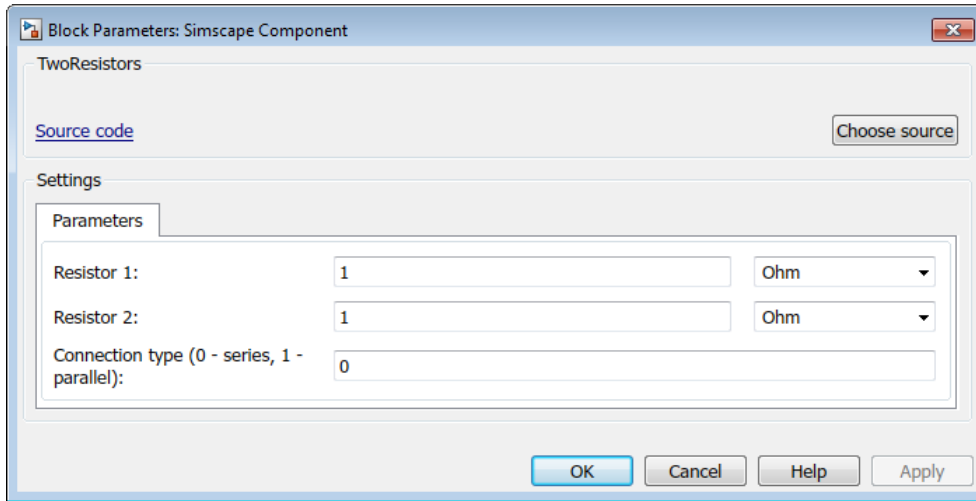 Block Parameters: Simscape Component
TwoResistors
Source code
Choose source
Settings
Parameters
Resistor 1:
1
Ohm
Resistor 2:
1
Ohm
Connection type (0 - series, 1 -
parallel):
0
OK
Cancel
Help
Apply